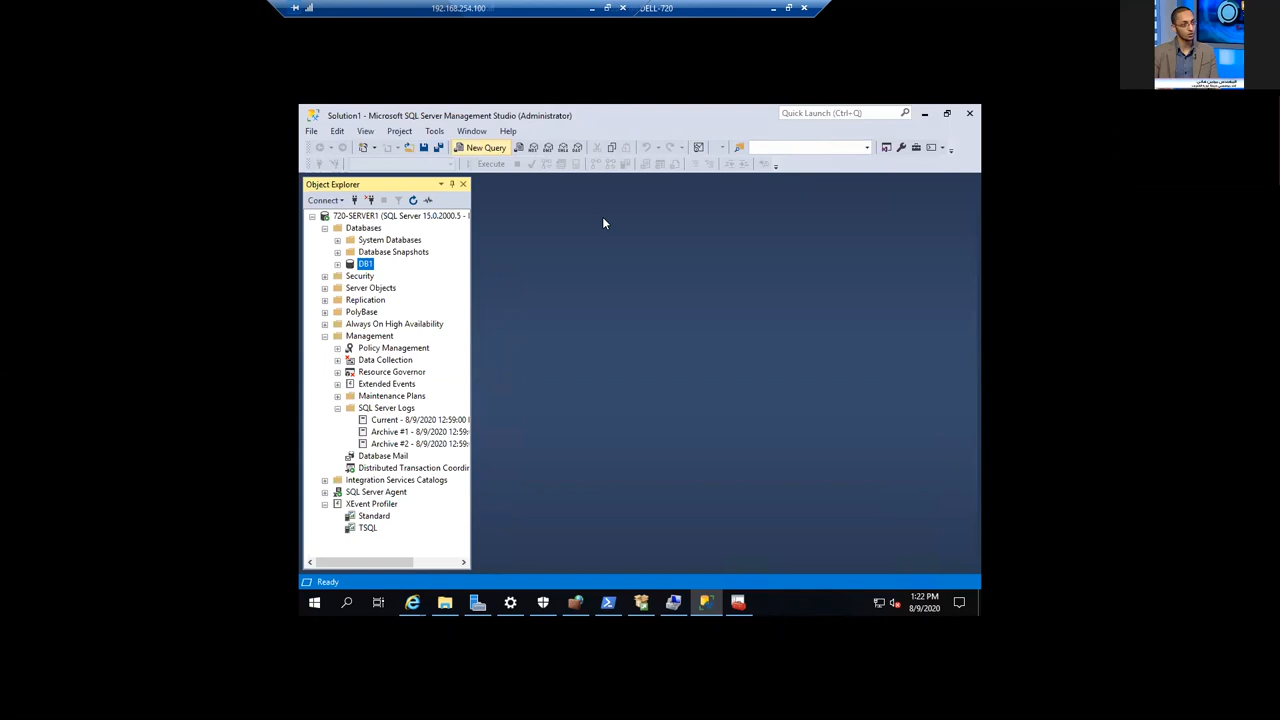 192.168.254.100
DELL-720
Solution1 - Microsoft SQL Server Management Studio (Administrator)
Quick Launch (Ctrl+Q)
File Edit View Project Tools Window Help
New Query
Execute
Object Explorer
Connect
720-SERVER1 (SQL Server 15.0.2000.5 -
Databases
System Databases
Database Snapshots
DB1
Security
Server Objects
Replication
PolyBase
Always On High Availability
Management
Policy Management
Data Collection
Resource Governor
Extended Events
Maintenance Plans
SQL Server Logs
Current - 8/9/2020 12:59:00
Archive #1 - 8/9/2020 12:59:
Archive #2 - 8/9/2020 12:59:
Database Mail
Distributed Transaction Coordin
Integration Services Catalogs
SQL Server Agent
XEvent Profiler
Standard
TSQL
Ready
1:22 PM
8/9/2020